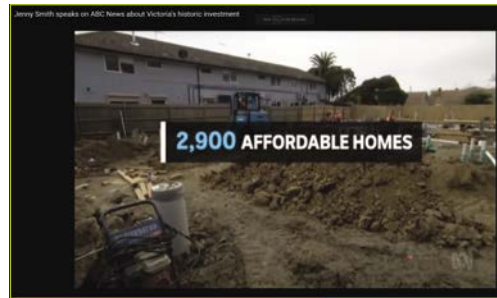 Jenny Smith speaks on ABC News about Victoria's historic investment
2,900 AFFORDABLE HOMES